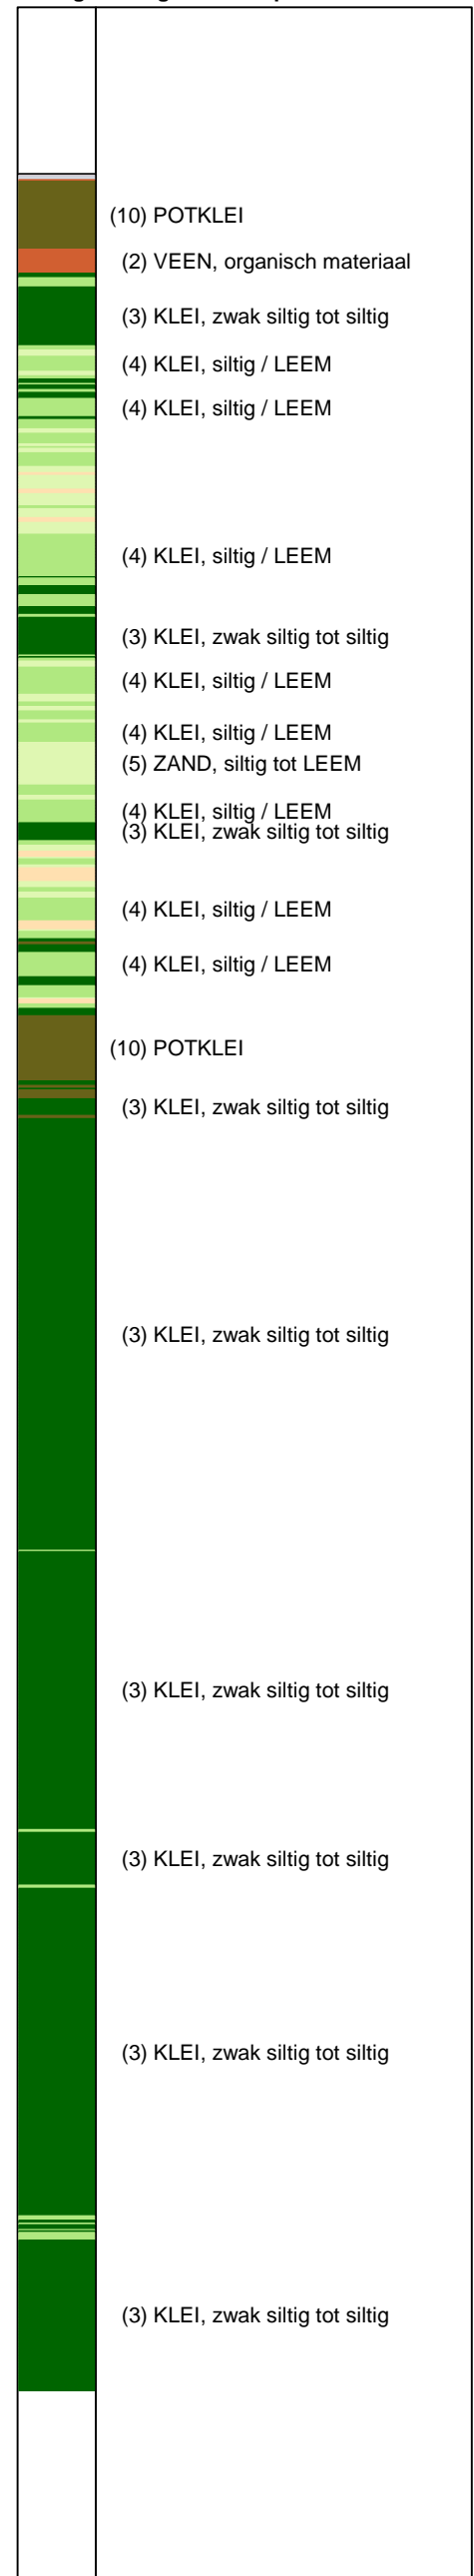 (10) POTKLEI
(2) VEEN, organisch materiaal
(3) KLEI, zwak siltig tot siltig
(4) KLEI, siltig / LEEM
(4) KLEI, siltig / LEEM
(4) KLEI, siltig / LEEM
(3) KLEI, zwak siltig tot siltig
(4) KLEI, siltig / LEEM
(4) KLEI, siltig / LEEM
(5) ZAND, siltig tot LEEM
(4) KLEI, siltig / LEEM
(3) KLEI, zwak siltig tot siltig
(4) KLEI, siltig / LEEM
(4) KLEI, siltig / LEEM
(10) POTKLEI
(3) KLEI, zwak siltig tot siltig
(3) KLEI, zwak siltig tot siltig
(3) KLEI, zwak siltig tot siltig
(3) KLEI, zwak siltig tot siltig
(3) KLEI, zwak siltig tot siltig
(3) KLEI, zwak siltig tot siltig